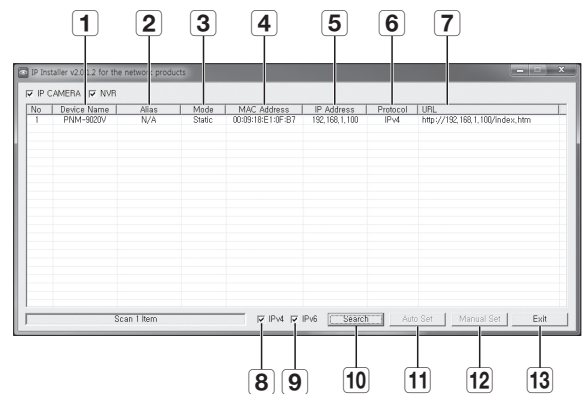 1 2 3 4 5 6 7
IP Installer v2.0.1.2 for the network products
IP CAMERA NVR
No Device Name Alias Mode MAC Address IP Address Protocol URL
1 PNM-9020V N/A Static 00:09:18:E1:0F:B7 192,168,1,100 IPv4 http://192,168,1,100/index,htm
Scan 1 Item IPv4 IPv6 Search Auto Set Manual Set Exit
8 9 10 11 12 13